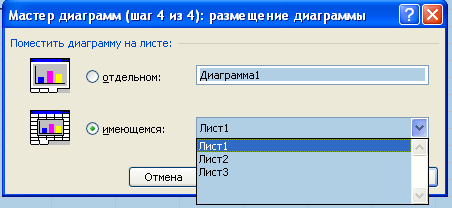 Мастер диаграмм (шаг 4 из 4): размещение диаграммы
Поместить диаграмму на листе:
отдельном:
Диаграмма1
имеющемся:
Лист1
Лист1
Лист2
Лист3
Отмена